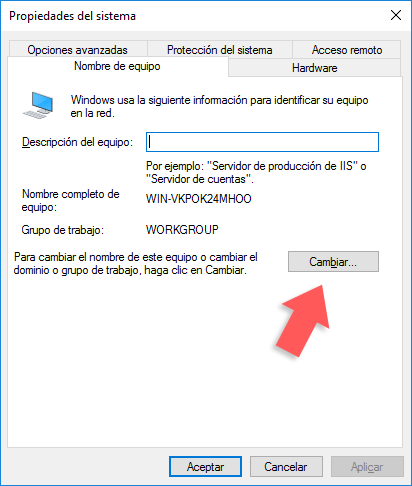 Propiedades del sistema
Opciones avanzadas
Protección del sistema
Acceso remoto
Nombre de equipo
Hardware
Windows usa la siguiente información para identificar su equipo
en la red.
Descripción del equipo:
Por ejemplo: "Servidor de producción de IIS" o
"Servidor de cuentas".
Nombre completo de
equipo:
WIN-VKPOK24MHOO
Grupo de trabajo:
WORKGROUP
Para cambiar el nombre de este equipo o cambiar el
dominio o grupo de trabajo, haga clic en Cambiar.
Cambiar...
Aceptar
Cancelar
Aplicar